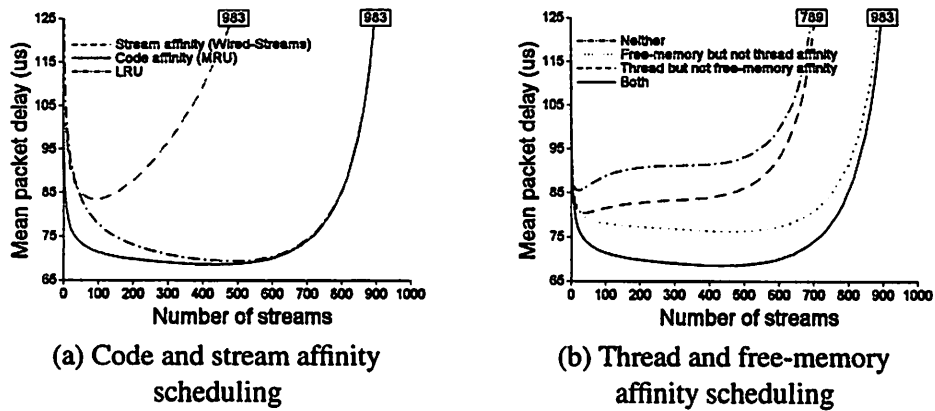 125
115
105
95
85
75
65
Mean packet delay (us)
983
983
Stream affinity (Wired-Streams)
Code affinity (MRU)
LRU
0 100 200 300 400 500 600 700 800 900 1000
Number of streams
(a) Code and stream affinity
scheduling
125
115
105
95
85
75
65
Mean packet delay (us)
789
983
Neither
Free-memory but not thread affinity
Thread but not free-memory affinity
Both
0 100 200 300 400 500 600 700 800 900 1000
Number of streams
(b) Thread and free-memory
affinity scheduling